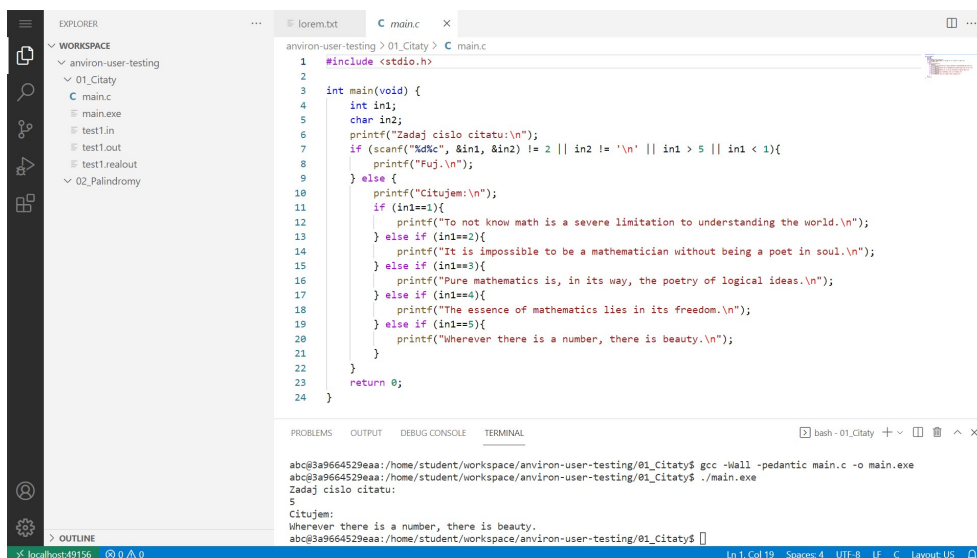 EXPLORER
WORKSPACE
anviron-user-testing
01_Citaty
C main.c
main.exe
test1.in
test1.out
test1.realout
02_Palindromy
OUTLINE
lorem.txt
C main.c
anviron-user-testing > 01_Citaty > C main.c
1 #include <stdio.h>
2
3 int main(void) {
4     int in1;
5     char in2;
6     printf("Zadaj cislo citatu:\n");
7     if (scanf("%d%c", &in1, &in2) != 2 || in2 != '\n' || in1 > 5 || in1 < 1){
8         printf("Fuj.\n");
9     } else {
10         printf("Citujem:\n");
11         if (in1==1){
12             printf("To not know math is a severe limitation to understanding the world.\n");
13         } else if (in1==2){
14             printf("It is impossible to be a mathematician without being a poet in soul.\n");
15         } else if (in1==3){
16             printf("Pure mathematics is, in its way, the poetry of logical ideas.\n");
17         } else if (in1==4){
18             printf("The essence of mathematics lies in its freedom.\n");
19         } else if (in1==5){
20             printf("Wherever there is a number, there is beauty.\n");
21         }
22     }
23     return 0;
24 }
PROBLEMS OUTPUT DEBUG CONSOLE TERMINAL
bash - 01_Citaty
abc@3a9664529eaa:/home/student/workspace/anviron-user-testing/01_Citaty$ gcc -Wall -pedantic main.c -o main.exe
abc@3a9664529eaa:/home/student/workspace/anviron-user-testing/01_Citaty$ ./main.exe
Zadaj cislo citatu:
5
Citujem:
Wherever there is a number, there is beauty.
abc@3a9664529eaa:/home/student/workspace/anviron-user-testing/01_Citaty$
localhost:49156 0 0 Ln 1, Col 19 Spaces: 4 UTF-8 LF C Layout: US